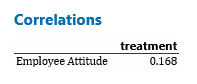 Correlations
treatment
Employee Attitude 0.168